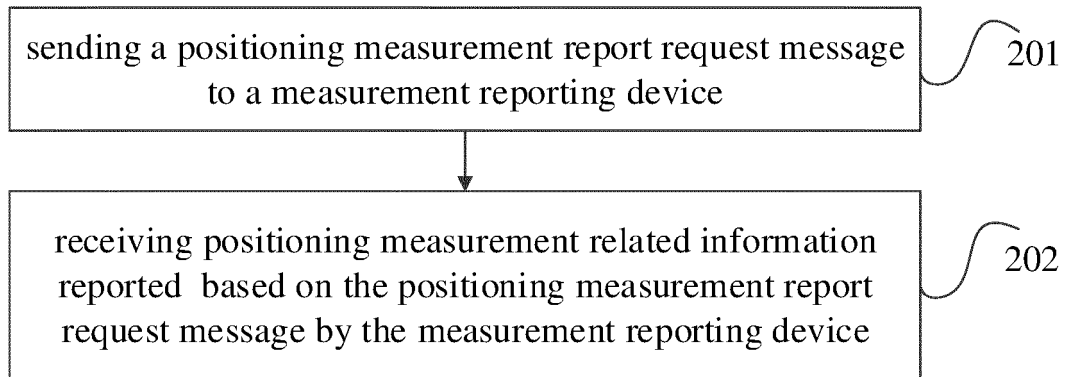 sending a positioning measurement report request message
to a measurement reporting device
201
receiving positioning measurement related information
reported based on the positioning measurement report
request message by the measurement reporting device
202